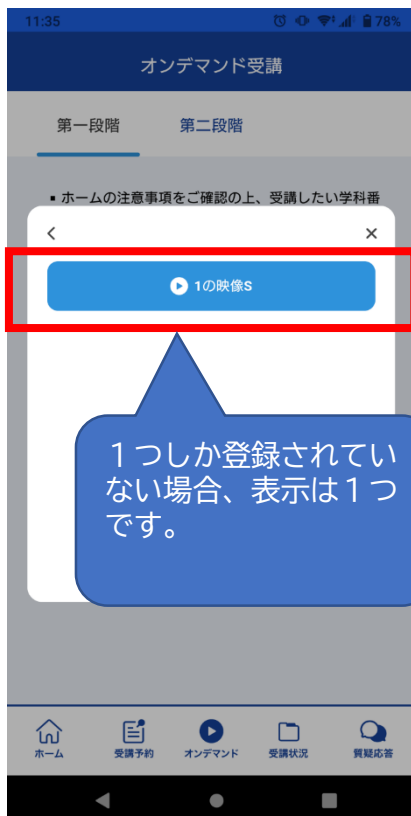 11:35
78%
オンデマンド受講
第一段階
第二段階
▪ ホームの注意事項をご確認の上、受講したい学科番
1の映像S
１つしか登録されてい
ない場合、表示は１つ
です。
ホーム
受講予約
オンデマンド
受講状況
質疑応答